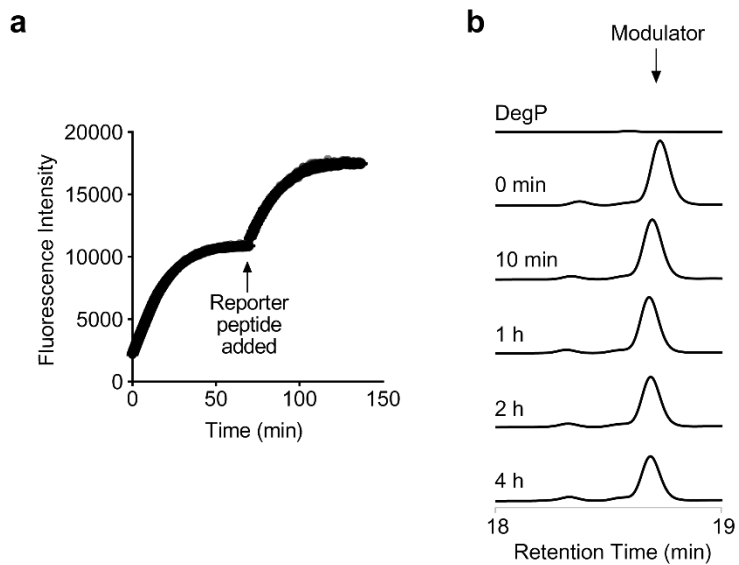 a
20000
15000
10000
5000
0
Fluorescence Intensity
Reporter
peptide
added
0 50 100 150
Time (min)
b
Modulator
DegP
0 min
10 min
1 h
2 h
4 h
18 19
Retention Time (min)